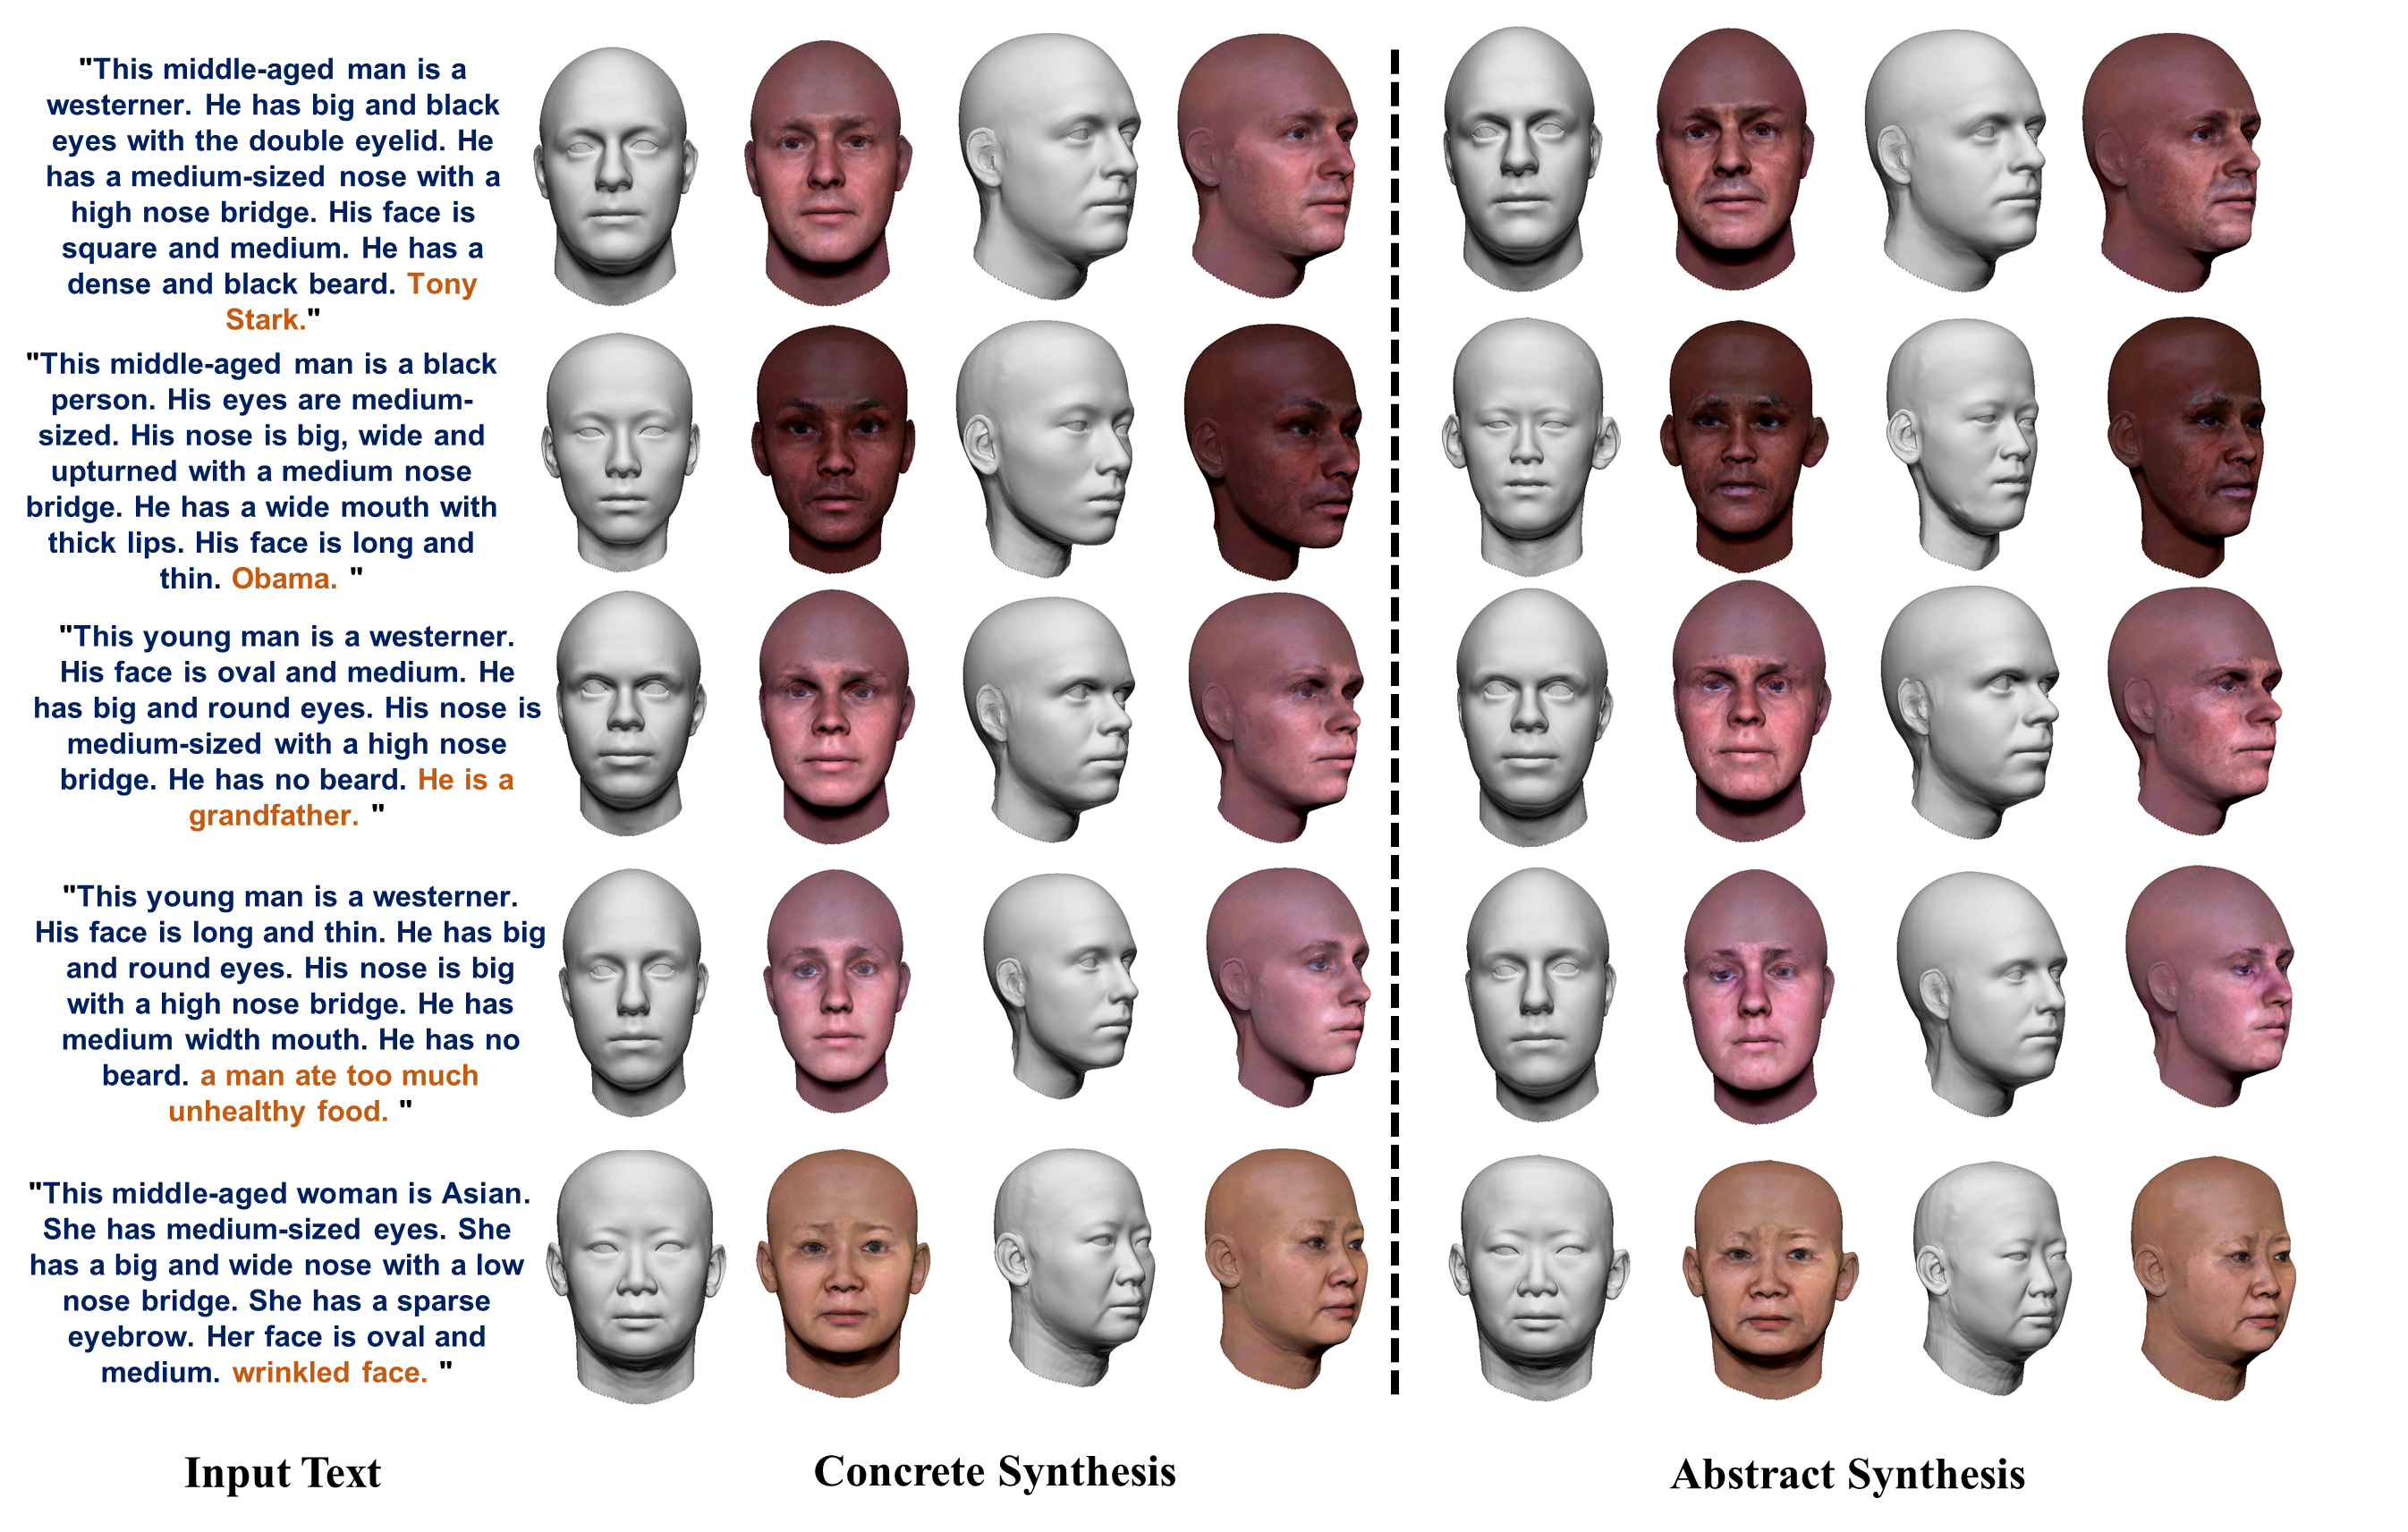 "This middle-aged man is a
westerner. He has big and black
eyes with the double eyelid. He
has a medium-sized nose with a
high nose bridge. His face is
square and medium. He has a
dense and black beard. Tony
Stark."
"This middle-aged man is a black
person. His eyes are medium-
sized. His nose is big, wide and
upturned with a medium nose
bridge. He has a wide mouth with
thick lips. His face is long and
thin. Obama. "
"This young man is a westerner.
His face is oval and medium. He
has big and round eyes. His nose is
medium-sized with a high nose
bridge. He has no beard. He is a
grandfather. "
"This young man is a westerner.
His face is long and thin. He has big
and round eyes. His nose is big
with a high nose bridge. He has
medium width mouth. He has no
beard. a man ate too much
unhealthy food. "
"This middle-aged woman is Asian.
She has medium-sized eyes. She
has a big and wide nose with a low
nose bridge. She has a sparse
eyebrow. Her face is oval and
medium. wrinkled face. "
Input Text
Concrete Synthesis
Abstract Synthesis